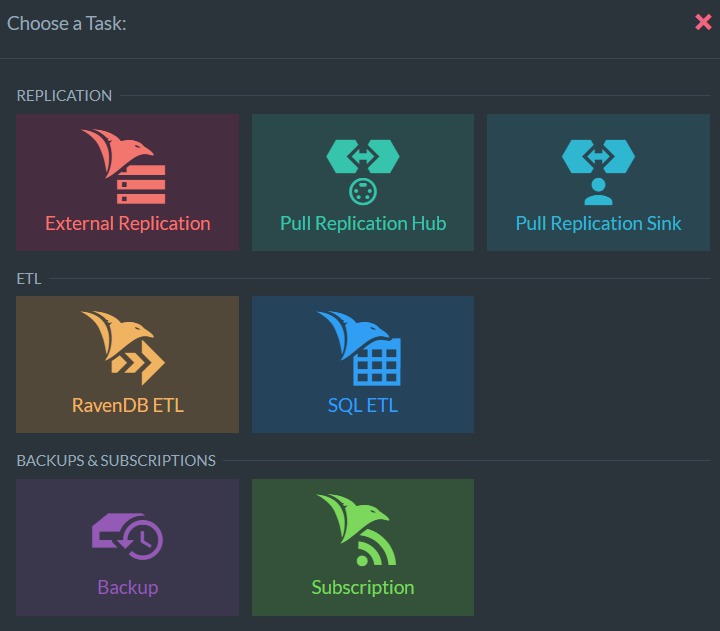 Choose a Task:
REPLICATION
External Replication
Pull Replication Hub
Pull Replication Sink
ETL
RavenDB ETL
SQL ETL
BACKUPS & SUBSCRIPTIONS
Backup
Subscription